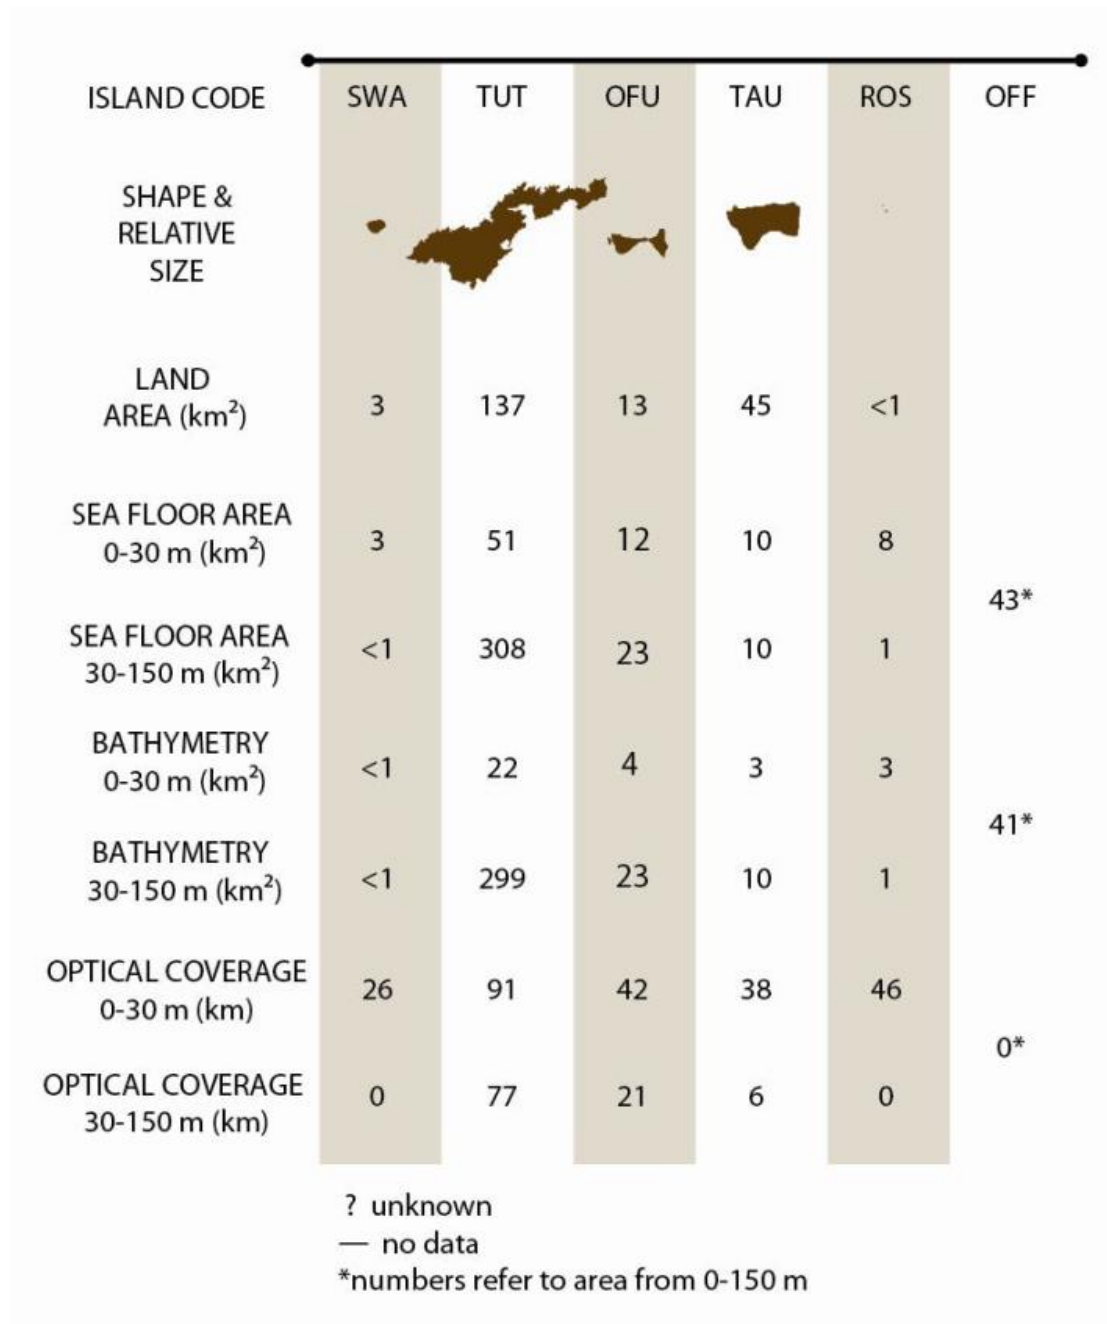 ISLAND CODE SWA TUT OFU TAU ROS OFF
SHAPE &
RELATIVE
SIZE
LAND
AREA (km²) 3 137 13 45 <1
SEA FLOOR AREA
0-30 m (km²) 3 51 12 10 8
43*
SEA FLOOR AREA
30-150 m (km²) <1 308 23 10 1
BATHYMETRY
0-30 m (km²) <1 22 4 3 3
41*
BATHYMETRY
30-150 m (km²) <1 299 23 10 1
OPTICAL COVERAGE
0-30 m (km) 26 91 42 38 46
0*
OPTICAL COVERAGE
30-150 m (km) 0 77 21 6 0
? unknown
— no data
*numbers refer to area from 0-150 m